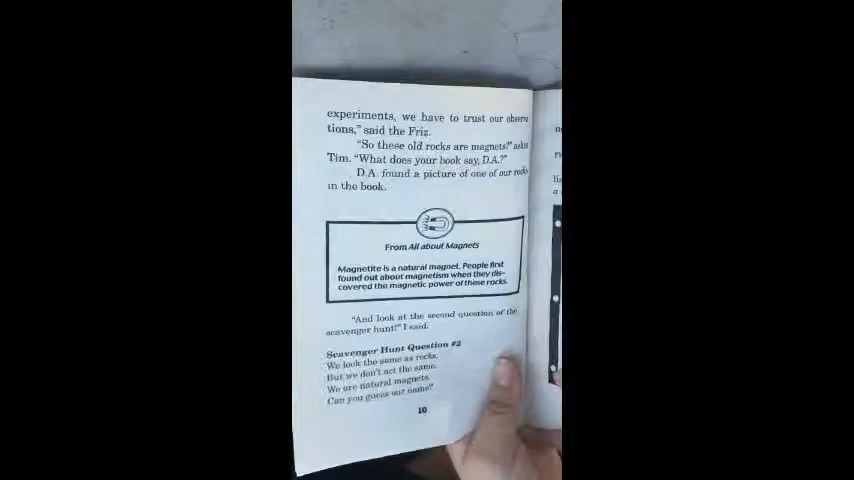 experiments, we have to trust our observa
tions," said the Friz.
"So these old rocks are magnets?" asked
Tim. "What does your book say, D.A.?"
D.A. found a picture of one of our rocks
in the book.
From All about Magnets
Magnetite is a natural magnet. People first
found out about magnetism when they dis-
covered the magnetic power of these rocks.
"And look at the second question of the
scavenger hunt!" I said.
Scavenger Hunt Question #2
We look the same as rocks,
But we don't act the same.
We are natural magnets.
Can you guess our name?
10